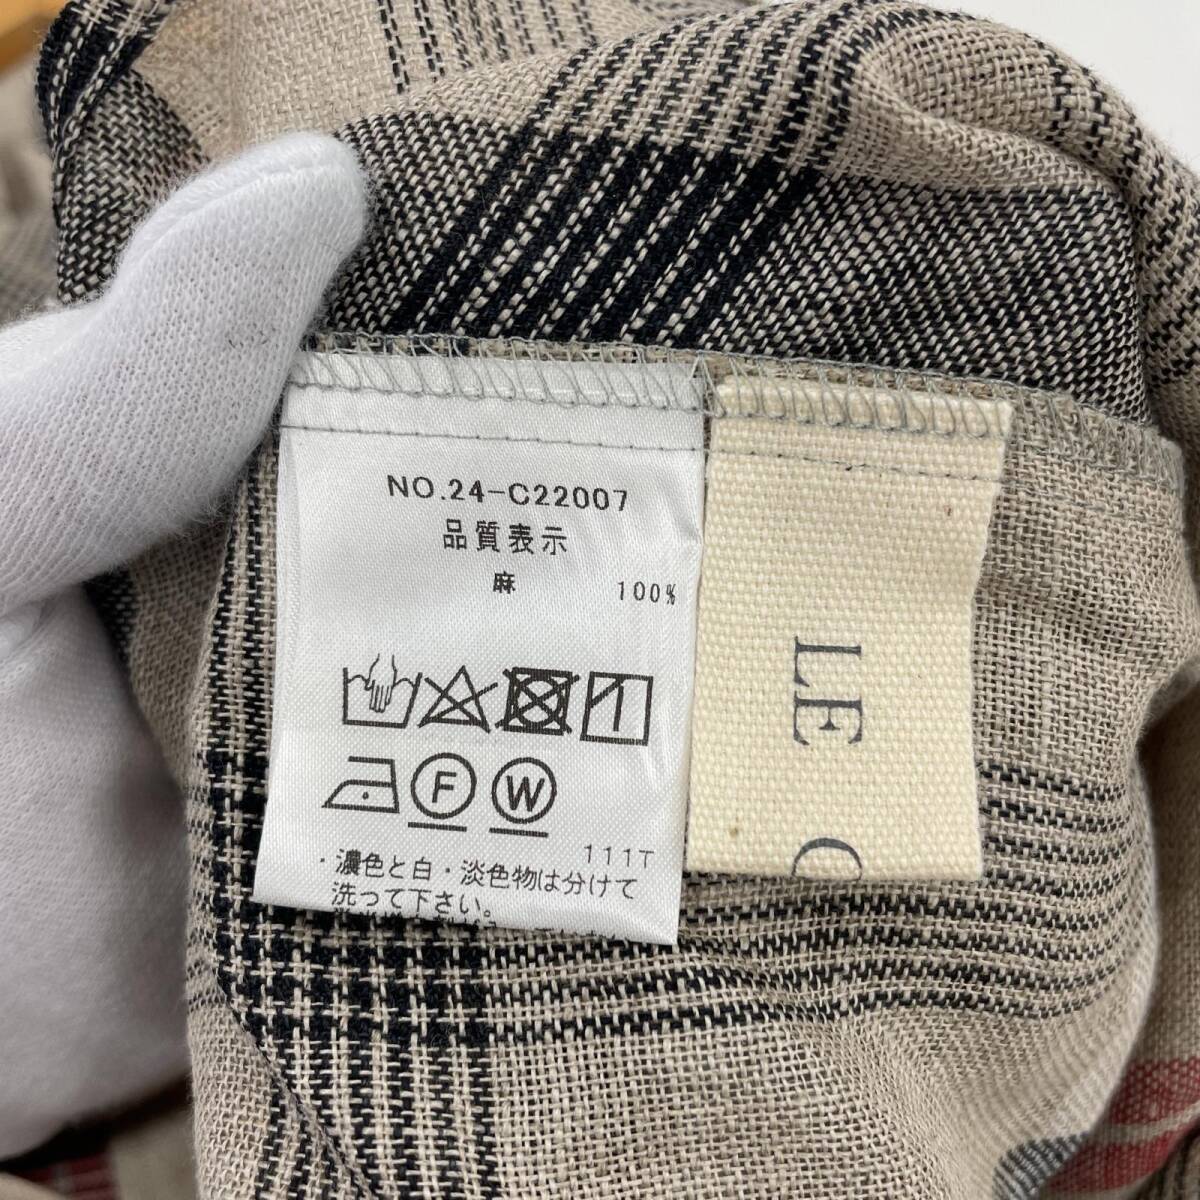 NO.24-C22007
品質表示
麻 100%
F W
111T
・濃色と白・淡色物は分けて
洗って下さい。
LE